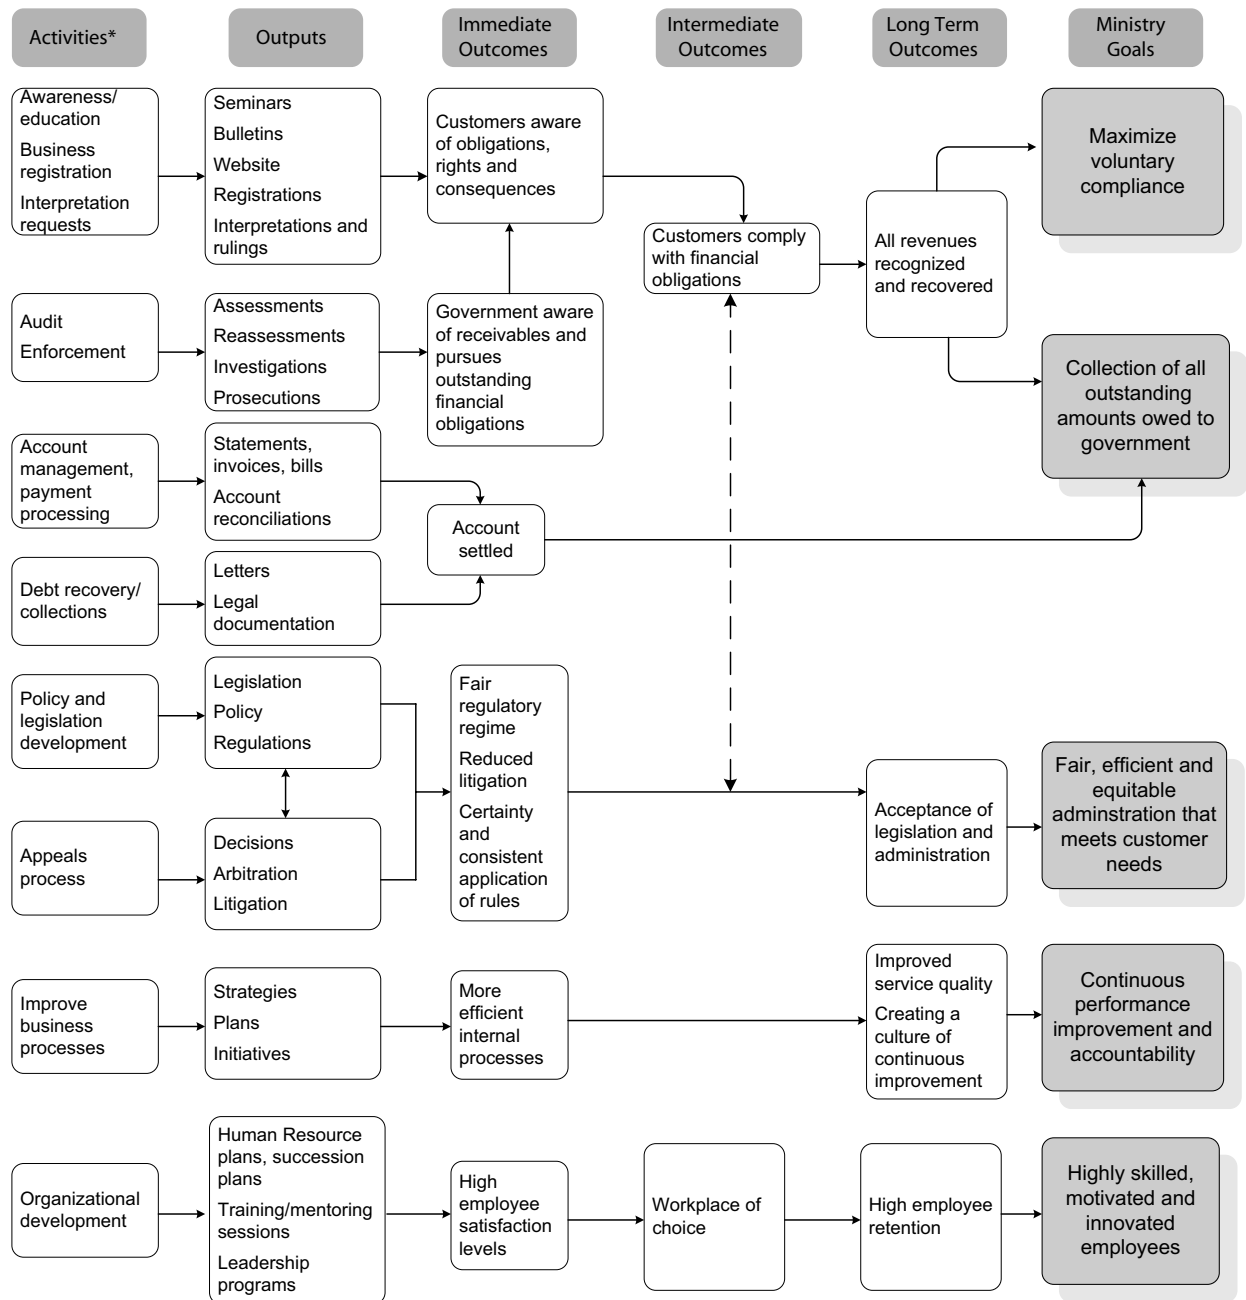 Activities*
Outputs
Immediate
Outcomes
Intermediate
Outcomes
Long Term
Outcomes
Ministry
Goals
Awareness/
education
Business
registration
Interpretation
requests
Seminars
Bulletins
Website
Registrations
Interpretations and
rulings
Customers aware
of obligations,
rights and
consequences
Customers comply
with financial
obligations
All revenues
recognized
and recovered
Maximize
voluntary
compliance
Audit
Enforcement
Assessments
Reassessments
Investigations
Prosecutions
Government aware
of receivables and
pursues
outstanding
financial
obligations
Collection of all
outstanding
amounts owed to
government
Account
management,
payment
processing
Statements,
invoices, bills
Account
reconciliations
Account
settled
Debt recovery/
collections
Letters
Legal
documentation
Policy and
legislation
development
Legislation
Policy
Regulations
Fair
regulatory
regime
Reduced
litigation
Certainty
and
consistent
application
of rules
Acceptance of
legislation and
administration
Fair, efficient and
equitable
adminstration that
meets customer
needs
Appeals
process
Decisions
Arbitration
Litigation
Improve
business
processes
Strategies
Plans
Initiatives
More
efficient
internal
processes
Improved
service quality
Creating a
culture of
continuous
improvement
Continuous
performance
improvement and
accountability
Organizational
development
Human Resource
plans, succession
plans
Training/mentoring
sessions
Leadership
programs
High
employee
satisfaction
levels
Workplace of
choice
High employee
retention
Highly skilled,
motivated and
innovated
employees